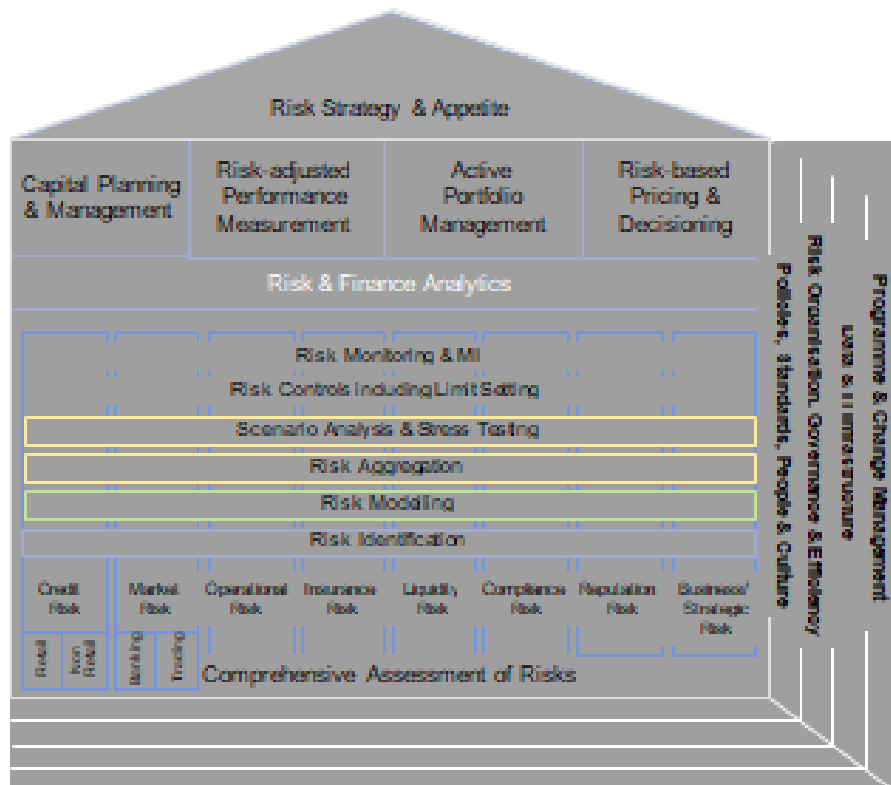 Risk Strategy & Appetite
Capital Planning
& Management
Risk-adjusted
Performance
Measurement
Active
Portfolio
Management
Risk-based
Pricing &
Decisioning
Risk & Finance Analytics
Risk Monitoring & MI
Risk Controls including Limit Setting
Scenario Analysis & Stress Testing
Risk Aggregation
Risk Modelling
Risk Identification
Credit
Risk
Market
Risk
Operational
Risk
Insurance
Risk
Liquidity
Risk
Compliance
Risk
Reputation
Risk
Business/
Strategic
Risk
Retail
Non
Retail
Banking
Trading
Comprehensive Assessment of Risks
Policies, Standards, People & Culture
Risk Organisation, Governance & Efficiency
Data & IT Infrastructure
Programme & Change Management